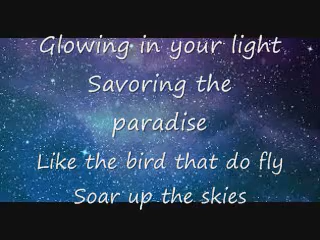 Glowing in your light
Savoring the
paradise
Like the bird that do fly
Soar up the skies